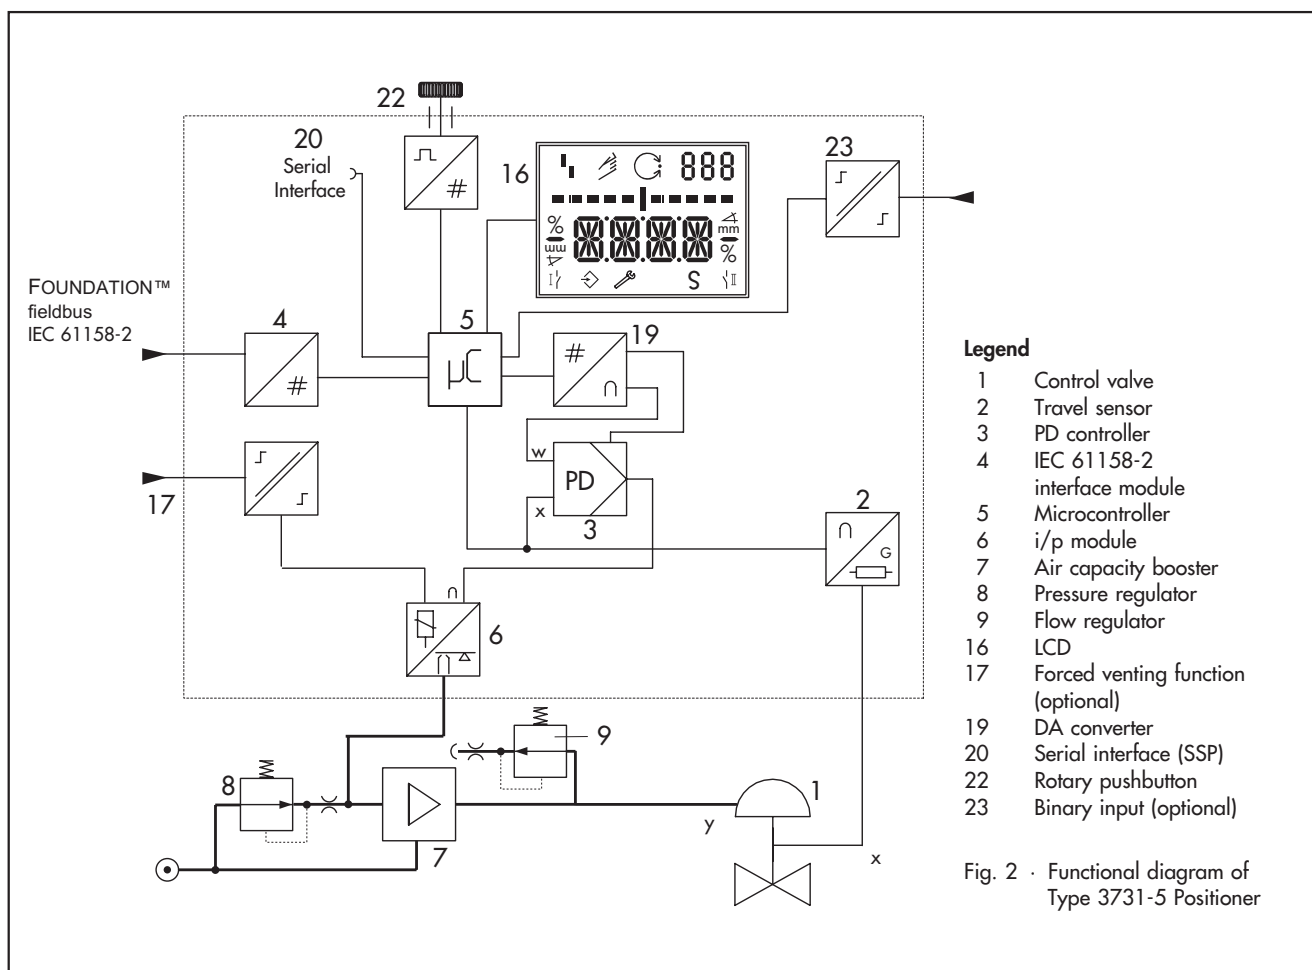 22
20
Serial
Interface
#
16
888
%
mm
mm
%
I
S
II
23
FOUNDATION™
fieldbus
IEC 61158-2
4
#
5
µC
#
19
17
w
PD
x
3
2
G
6
8
9
7
1
y
x
Legend
1 Control valve
2 Travel sensor
3 PD controller
4 IEC 61158-2
interface module
5 Microcontroller
6 i/p module
7 Air capacity booster
8 Pressure regulator
9 Flow regulator
16 LCD
17 Forced venting function
(optional)
19 DA converter
20 Serial interface (SSP)
22 Rotary pushbutton
23 Binary input (optional)
Fig. 2 · Functional diagram of
Type 3731-5 Positioner